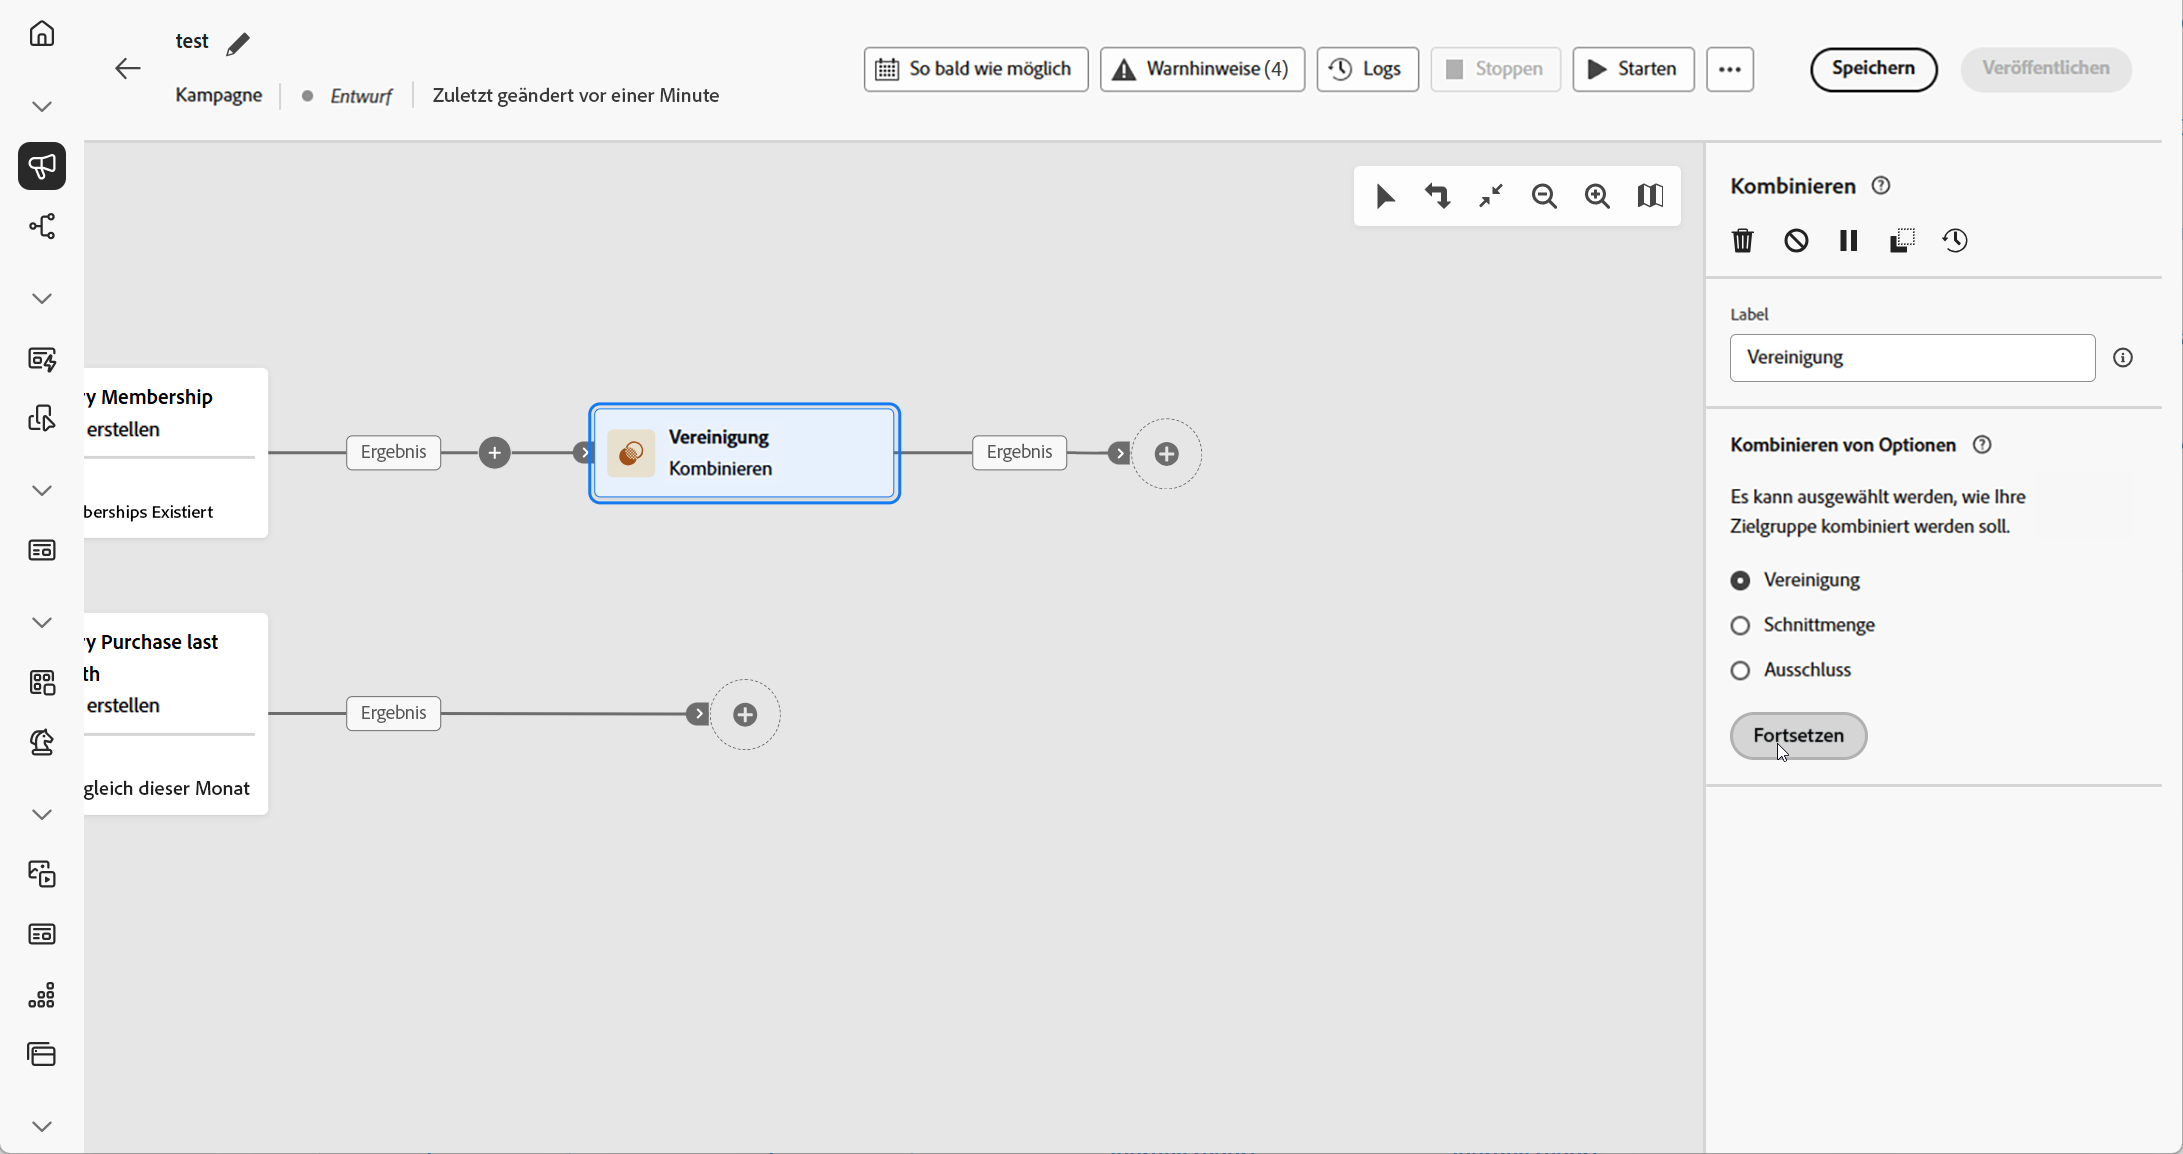 test
Kampagne
Entwurf
Zuletzt geändert vor einer Minute
So bald wie möglich
Warnhinweise (4)
Logs
Stoppen
Starten
Speichern
Veröffentlichen
y Membership
erstellen
berships Existiert
Ergebnis
Vereinigung
Kombinieren
Ergebnis
y Purchase last
th
erstellen
gleich dieser Monat
Ergebnis
Kombinieren
Label
Vereinigung
Kombinieren von Optionen
Es kann ausgewählt werden, wie Ihre
Zielgruppe kombiniert werden soll.
Vereinigung
Schnittmenge
Ausschluss
Fortsetzen